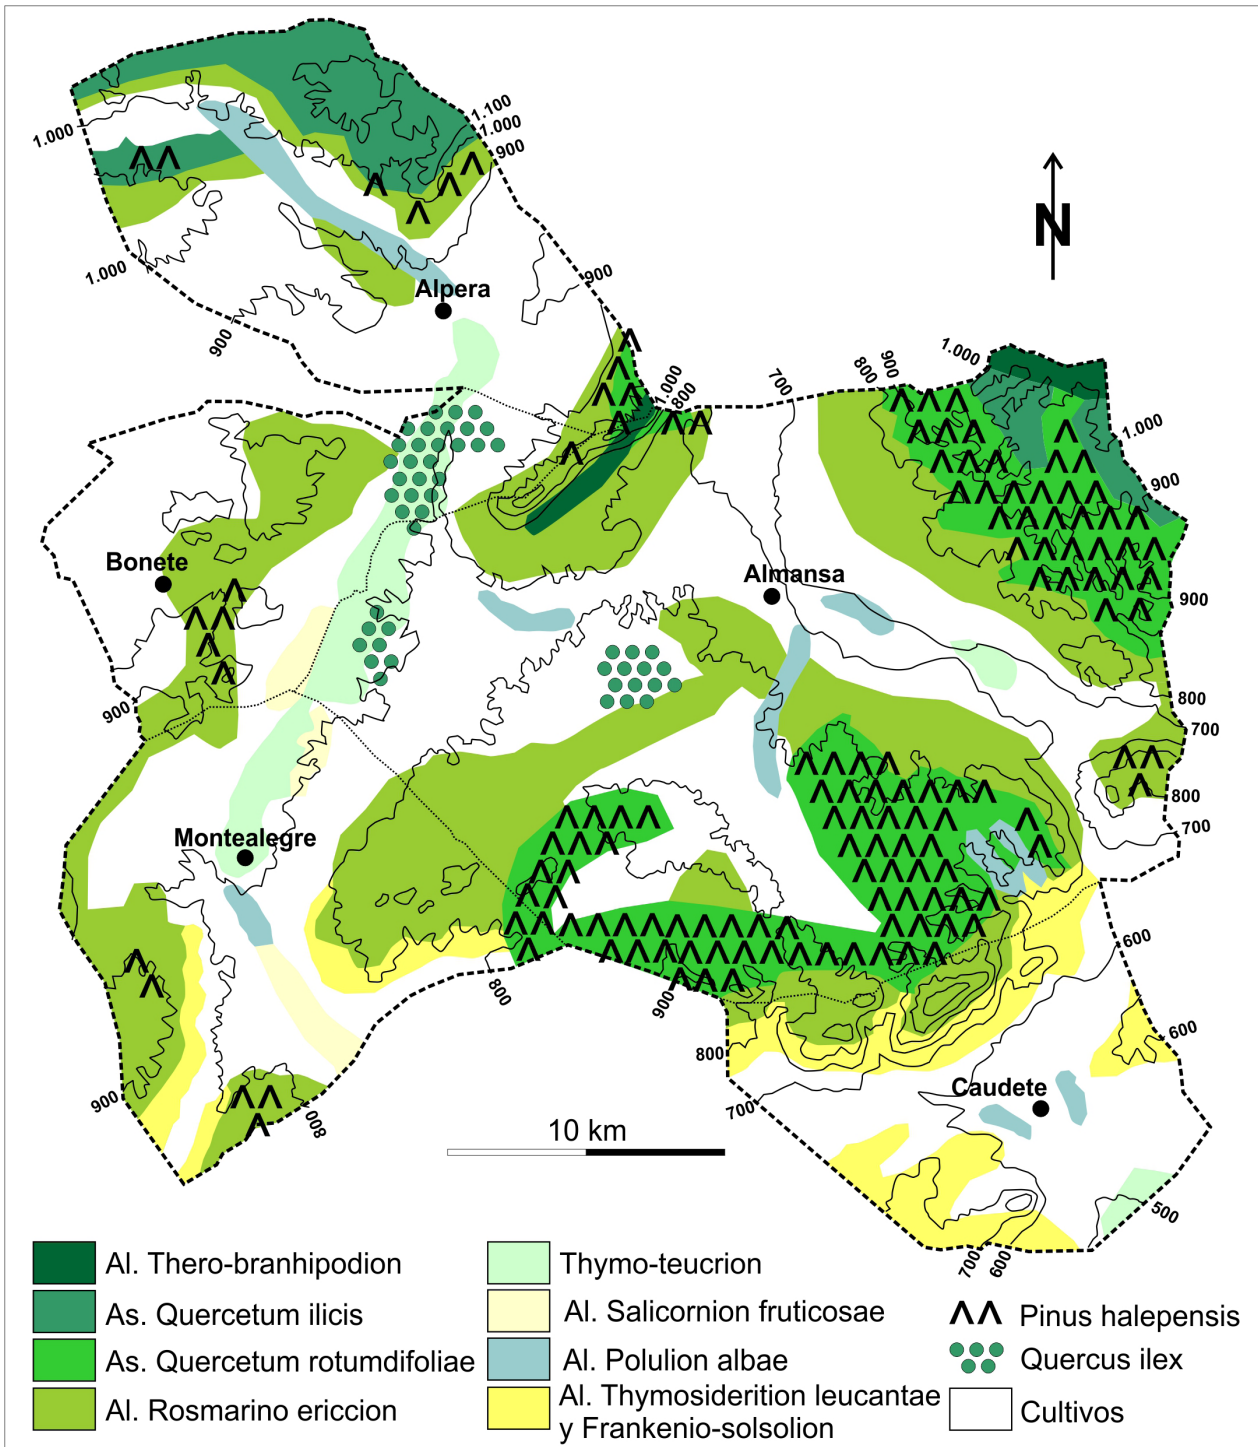 1.100
1.000
1.000
900
1.000
900
Alpera
900
N
1.000
900
800
700
1.000
800
1.000
900
Bonete
Almansa
900
900
800
700
800
700
Montealegre
600
800
900
600
800
Caudete
900
700
800
10 km
500
700
600
Al. Thero-branhipodion
As. Quercetum ilicis
As. Quercetum rotumdifoliae
Al. Rosmarino ericcion
Thymo-teucrion
Al. Salicornion fruticosae
Al. Polulion albae
Al. Thymosiderition leucantae
y Frankenio-solsolion
Pinus halepensis
Quercus ilex
Cultivos